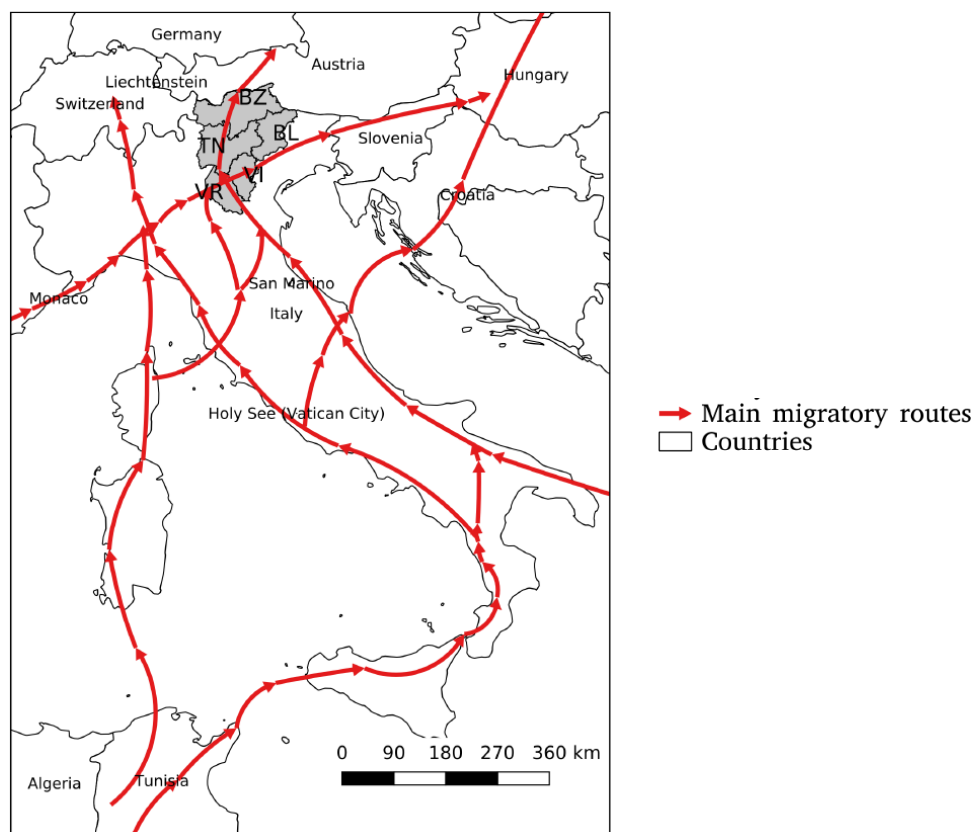 Germany
Austria
Liechtenstein
Hungary
Switzerland
BZ
BL
Slovenia
TN
VI
VR
Croatia
San Marino
Monaco
Italy
Holy See (Vatican City)
Main migratory routes
Countries
0 90 180 270 360 km
Algeria
Tunisia